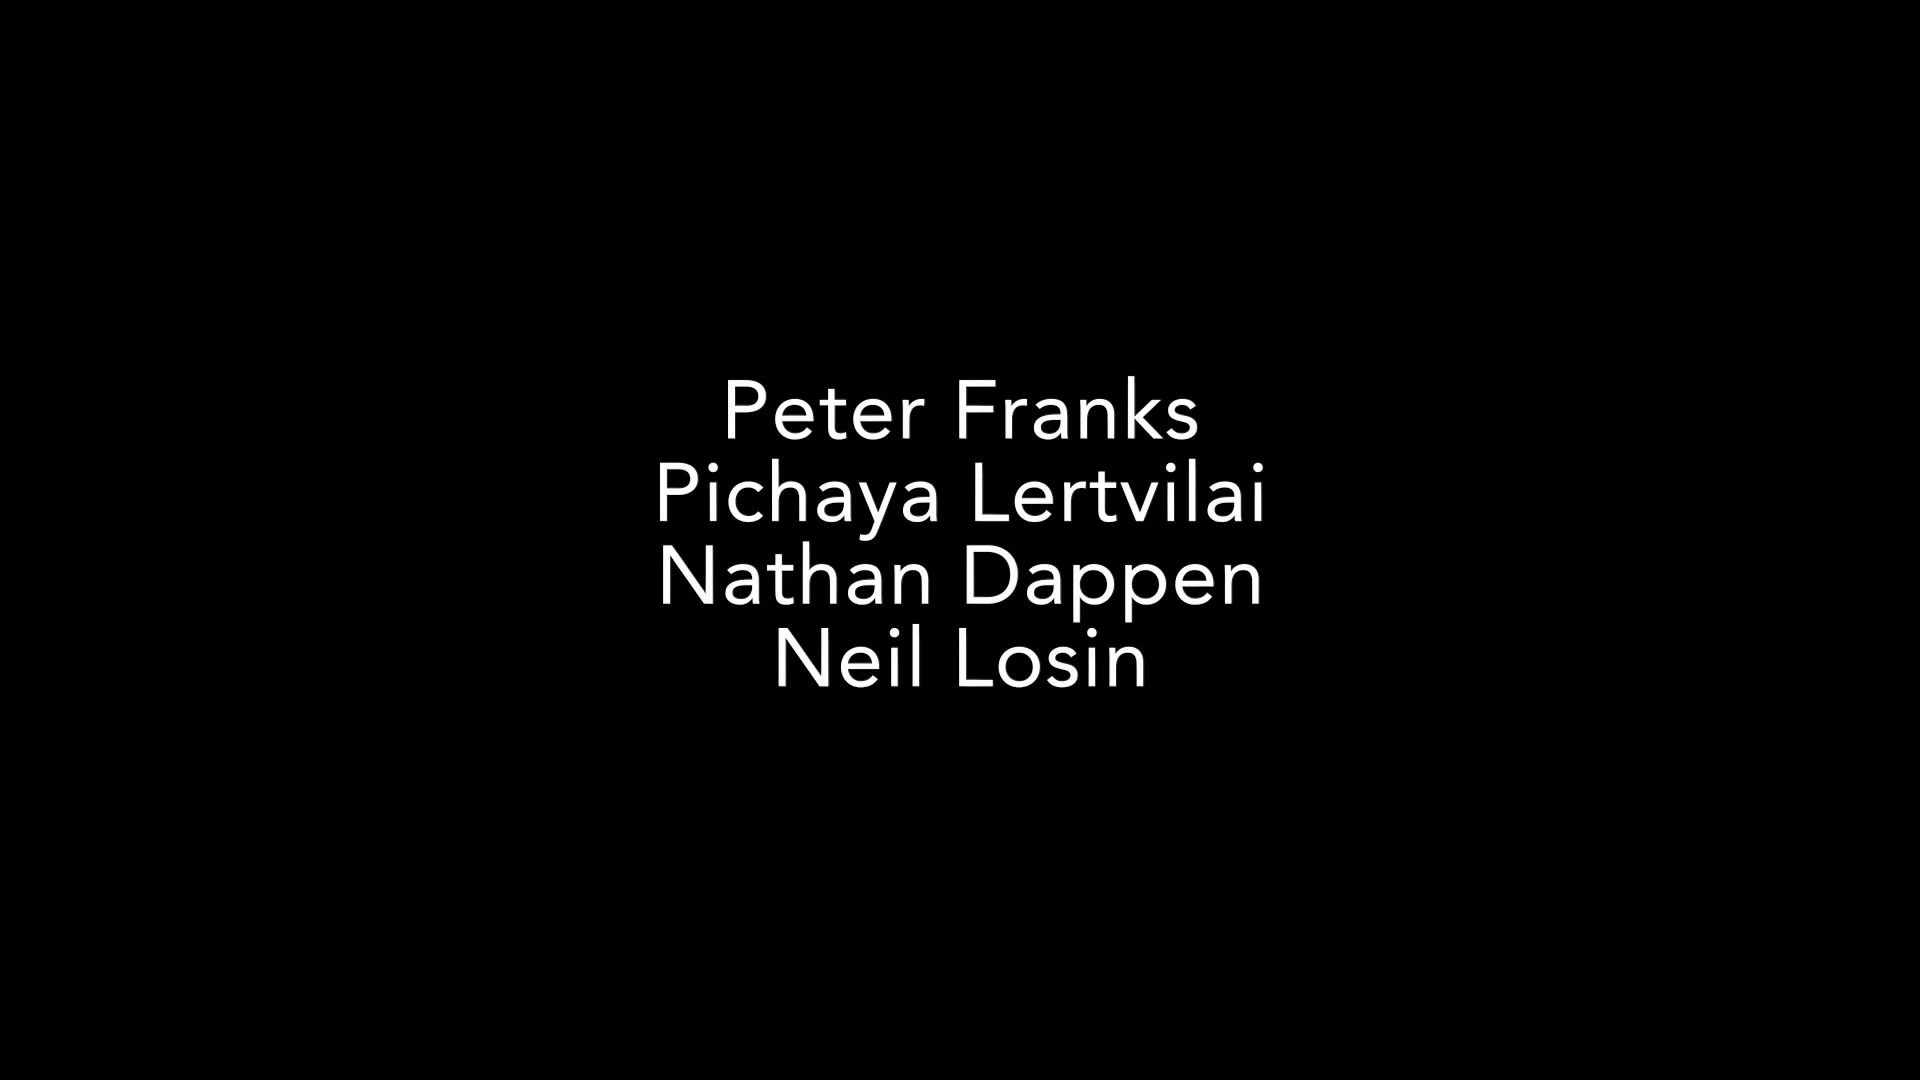 Peter Franks
Pichaya Lertvilai
Nathan Dappen
Neil Losin